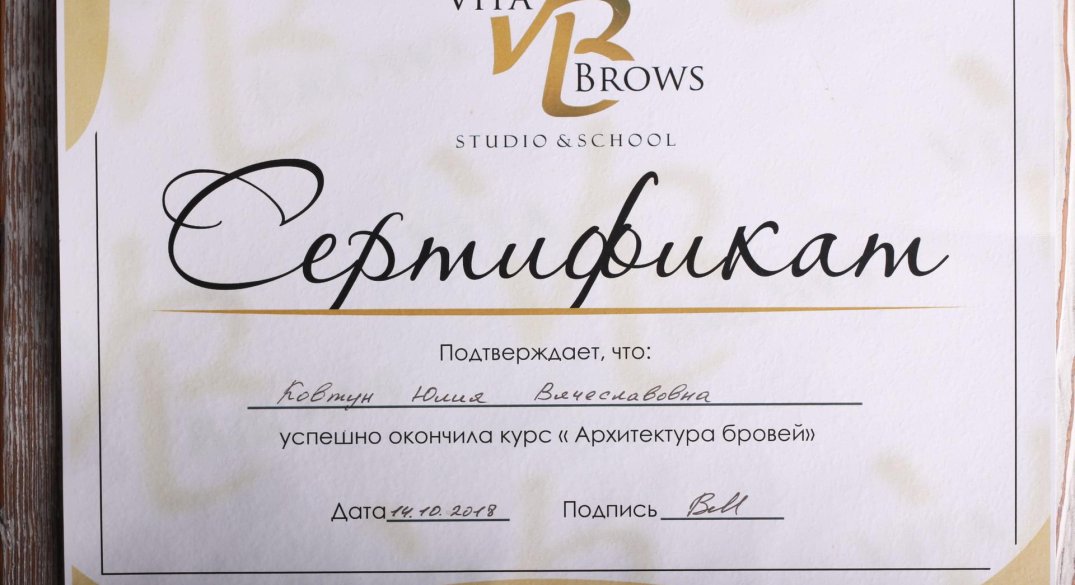 VITA
BROWS
STUDIO & SCHOOL
Сертификат
Подтверждает, что:
Ковтун Юлия Вячеславовна
успешно окончила курс « Архитектура бровей»
Дата 14.10.2018 Подпись